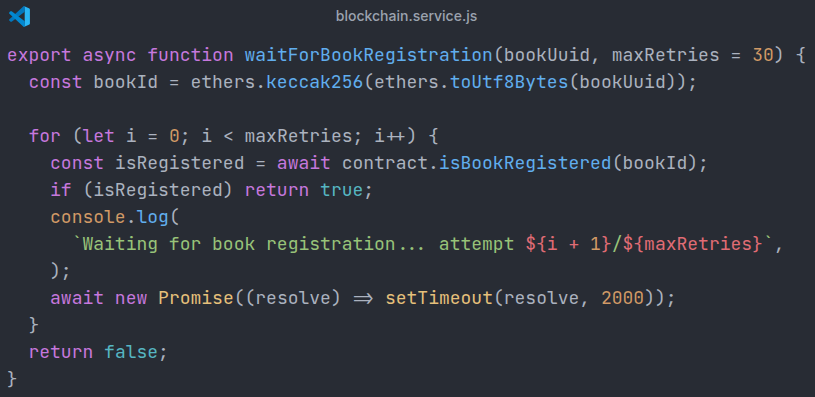 blockchain.service.js
export async function waitForBookRegistration(bookUuid, maxRetries = 30) {
  const bookId = ethers.keccak256(ethers.toUtf8Bytes(bookUuid));

  for (let i = 0; i < maxRetries; i++) {
    const isRegistered = await contract.isBookRegistered(bookId);
    if (isRegistered) return true;
    console.log(
      `Waiting for book registration... attempt ${i + 1}/${maxRetries}`,
    );
    await new Promise((resolve) => setTimeout(resolve, 2000));
  }
  return false;
}